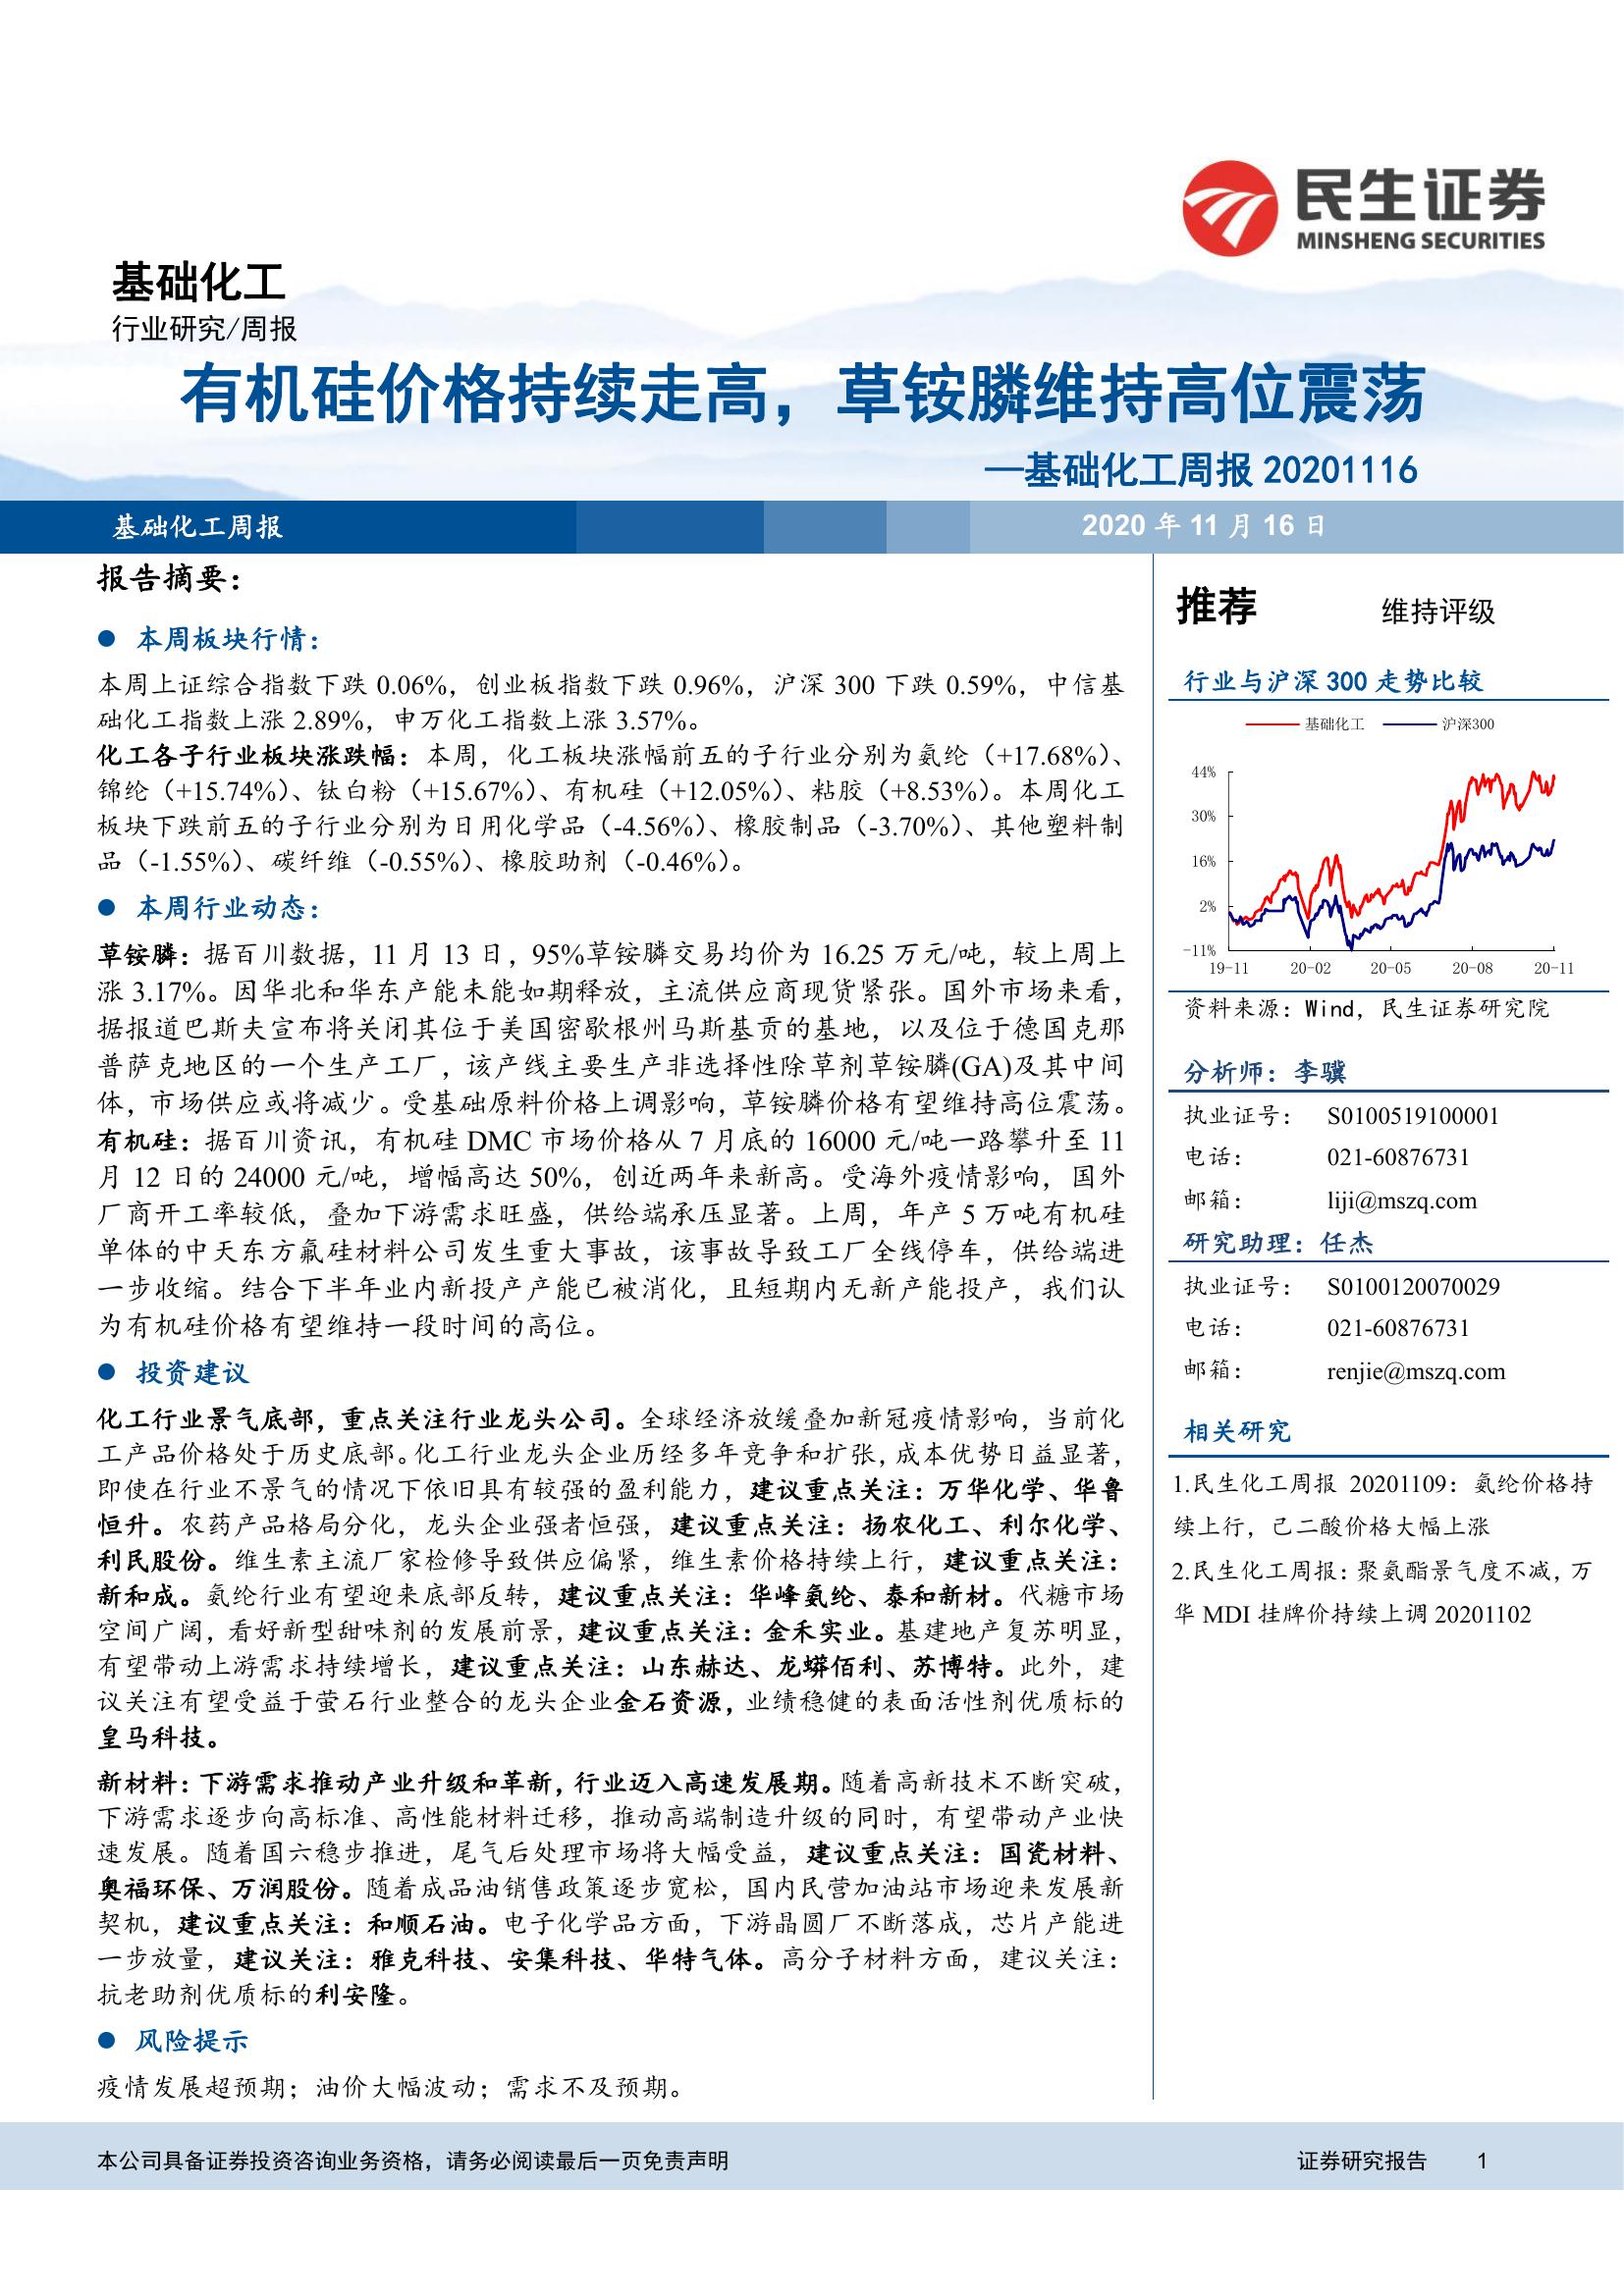 民生证券
MINSHENG SECURITIES
基础化工
行业研究/周报
有机硅价格持续走高，草铵膦维持高位震荡
—基础化工周报 20201116
基础化工周报
2020 年 11 月 16 日
报告摘要：
● 本周板块行情：
本周上证综合指数下跌 0.06%，创业板指数下跌 0.96%，沪深 300 下跌 0.59%，中信基
础化工指数上涨 2.89%，申万化工指数上涨 3.57%。
化工各子行业板块涨跌幅：本周，化工板块涨幅前五的子行业分别为氨纶（+17.68%）、
锦纶（+15.74%）、钛白粉（+15.67%）、有机硅（+12.05%）、粘胶（+8.53%）。本周化工
板块下跌前五的子行业分别为日用化学品（-4.56%）、橡胶制品（-3.70%）、其他塑料制
品（-1.55%）、碳纤维（-0.55%）、橡胶助剂（-0.46%）。
● 本周行业动态：
草铵膦：据百川数据，11 月 13 日，95%草铵膦交易均价为 16.25 万元/吨，较上周上
涨 3.17%。因华北和华东产能未能如期释放，主流供应商现货紧张。国外市场来看，
据报道巴斯夫宣布将关闭其位于美国密歇根州马斯基贡的基地，以及位于德国克那
普萨克地区的一个生产工厂，该产线主要生产非选择性除草剂草铵膦(GA)及其中间
体，市场供应或将减少。受基础原料价格上调影响，草铵膦价格有望维持高位震荡。
有机硅：据百川资讯，有机硅 DMC 市场价格从 7 月底的 16000 元/吨一路攀升至 11
月 12 日的 24000 元/吨，增幅高达 50%，创近两年来新高。受海外疫情影响，国外
厂商开工率较低，叠加下游需求旺盛，供给端承压显著。上周，年产 5 万吨有机硅
单体的中天东方氟硅材料公司发生重大事故，该事故导致工厂全线停车，供给端进
一步收缩。结合下半年业内新投产产能已被消化，且短期内无新产能投产，我们认
为有机硅价格有望维持一段时间的高位。
● 投资建议
化工行业景气底部，重点关注行业龙头公司。全球经济放缓叠加新冠疫情影响，当前化
工产品价格处于历史底部。化工行业龙头企业历经多年竞争和扩张，成本优势日益显著，
即使在行业不景气的情况下依旧具有较强的盈利能力，建议重点关注：万华化学、华鲁
恒升。农药产品格局分化，龙头企业强者恒强，建议重点关注：扬农化工、利尔化学、
利民股份。维生素主流厂家检修导致供应偏紧，维生素价格持续上行，建议重点关注：
新和成。氨纶行业有望迎来底部反转，建议重点关注：华峰氨纶、泰和新材。代糖市场
空间广阔，看好新型甜味剂的发展前景，建议重点关注：金禾实业。基建地产复苏明显，
有望带动上游需求持续增长，建议重点关注：山东赫达、龙蟒佰利、苏博特。此外，建
议关注有望受益于萤石行业整合的龙头企业金石资源，业绩稳健的表面活性剂优质标的
皇马科技。
新材料：下游需求推动产业升级和革新，行业迈入高速发展期。随着高新技术不断突破，
下游需求逐步向高标准、高性能材料迁移，推动高端制造升级的同时，有望带动产业快
速发展。随着国六稳步推进，尾气后处理市场将大幅受益，建议重点关注：国瓷材料、
奥福环保、万润股份。随着成品油销售政策逐步宽松，国内民营加油站市场迎来发展新
契机，建议重点关注：和顺石油。电子化学品方面，下游晶圆厂不断落成，芯片产能进
一步放量，建议关注：雅克科技、安集科技、华特气体。高分子材料方面，建议关注：
抗老助剂优质标的利安隆。
● 风险提示
疫情发展超预期；油价大幅波动；需求不及预期。
推荐 维持评级
行业与沪深 300 走势比较
基础化工 沪深300
44%
30%
16%
2%
-11%
19-11 20-02 20-05 20-08 20-11
资料来源：Wind，民生证券研究院
分析师：李骥
执业证号： S0100519100001
电话： 021-60876731
邮箱： liji@mszq.com
研究助理：任杰
执业证号： S0100120070029
电话： 021-60876731
邮箱： renjie@mszq.com
相关研究
1.民生化工周报 20201109：氨纶价格持
续上行，己二酸价格大幅上涨
2.民生化工周报：聚氨酯景气度不减，万
华 MDI 挂牌价持续上调 20201102
本公司具备证券投资咨询业务资格，请务必阅读最后一页免责声明
证券研究报告 1